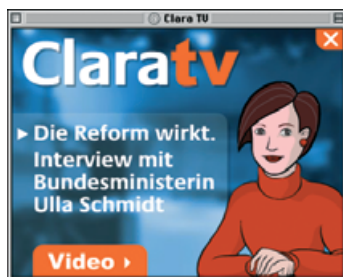 Clara TV
Claratv
Die Reform wirkt.
Interview mit
Bundesministerin
Ulla Schmidt
Video